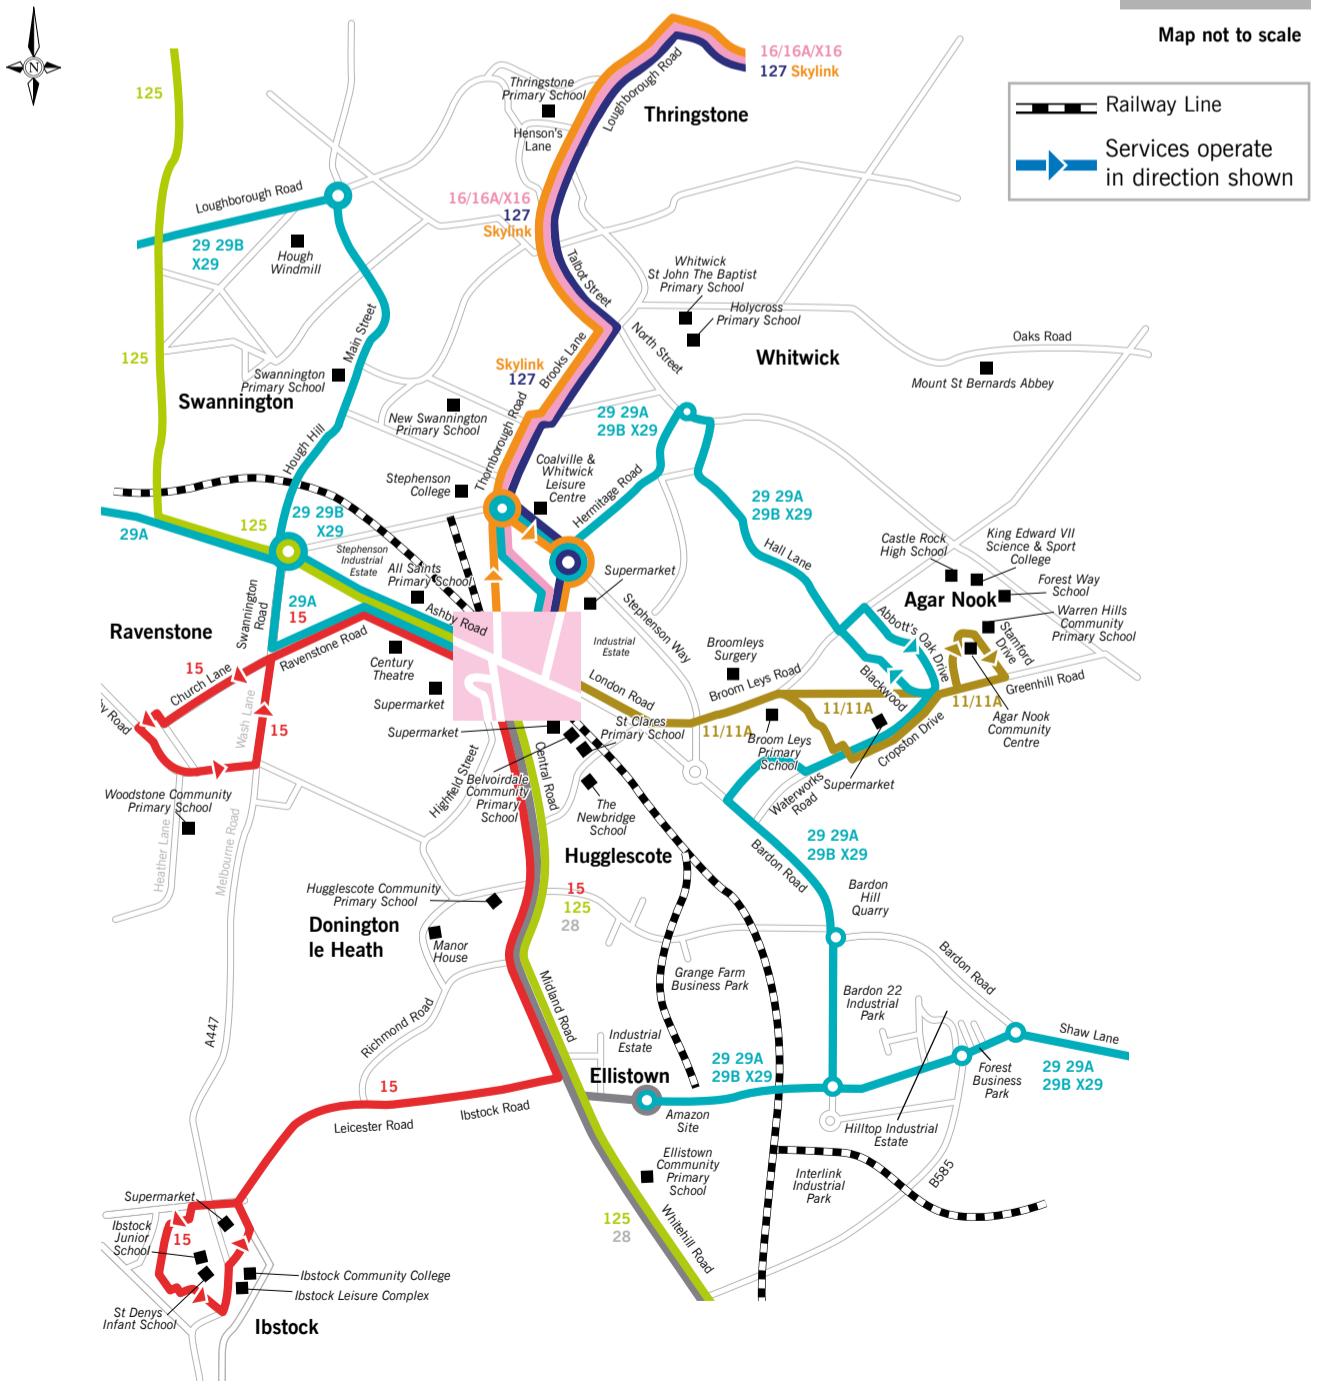 Map not to scale
Railway Line
Services operate
in direction shown
N
16/16A/X16
127 Skylink
125
Thringstone
Primary School
Henson's
Lane
Loughborough Road
Thringstone
Loughborough Road
29 29B
X29
Hough
Windmill
16/16A/X16
127
Skylink
Talbot Street
Whitwick
St John The Baptist
Primary School
Holycross
Primary School
North Street
Whitwick
Oaks Road
Mount St Bernards Abbey
125
Main Street
Swannington
Primary School
Swannington
Skylink
127
Brooks Lane
New Swannington
Primary School
Thornborough Road
29 29A
29B X29
Hough Hill
Stephenson
College
Coalville &
Whitwick
Leisure
Centre
Hermitage Road
29 29A
29B X29
Hall Lane
29A
125
29 29B
X29
Stephenson
Industrial
Estate
All Saints
Primary School
Ashby Road
Supermarket
Castle Rock
High School
King Edward VII
Science & Sport
College
Forest Way
School
Agar Nook
Warren Hills
Community
Primary School
Swannington
Road
29A
15
Ravenstone
Ravenstone Road
Century
Theatre
Supermarket
Industrial
Estate
Stephenson Way
Broomleys
Surgery
Abbott's Oak Drive
Stamford
Drive
Blackwood
Greenhill Road
15
Church Lane
by Road
Wash Lane
15
London Road
Broom Leys Road
11/11A
11/11A
11/11A
Agar Nook
Community
Centre
Supermarket
St Clares
Primary School
Broom Leys
Primary
School
Supermarket
Cropston Drive
Waterworks
Road
Woodstone Community
Primary School
Highfield Street
Belvoirdale
Community
Primary
School
Central Road
The
Newbridge
School
Heather Lane
Melbourne Road
29 29A
29B X29
Bardon Road
Hugglescote
Bardon
Hill
Quarry
Hugglescote Community
Primary School
15
125
28
Donington
le Heath
Manor
House
Grange Farm
Business Park
Bardon Road
Bardon 22
Industrial
Park
Midland Road
Richmond Road
A447
Industrial
Estate
Shaw Lane
29 29A
29B X29
29 29A
29B X29
Forest
Business
Park
Ellistown
15
Ibstock Road
Leicester Road
Amazon
Site
Hilltop Industrial
Estate
Ellistown
Community
Primary
School
Interlink
Industrial
Park
B585
Supermarket
Ibstock
Junior
School
15
125
28
Whitehill Road
Ibstock Community College
Ibstock Leisure Complex
St Denys
Infant School
Ibstock